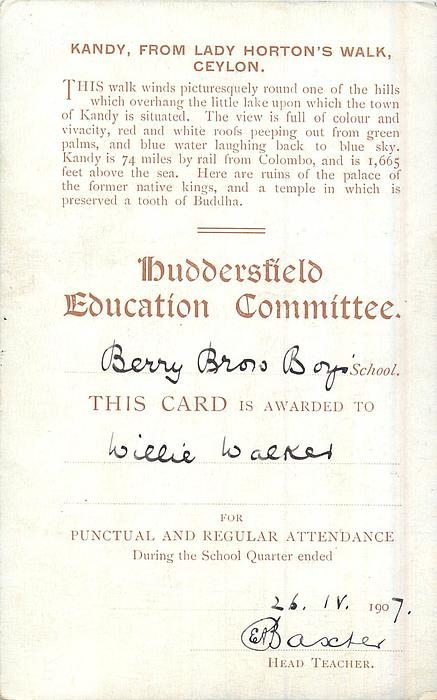 KANDY, FROM LADY HORTON'S WALK,
CEYLON.
THIS walk winds picturesquely round one of the hills
which overhang the little lake upon which the town
of Kandy is situated. The view is full of colour and
vivacity, red and white roofs peeping out from green
palms, and blue water laughing back to blue sky.
Kandy is 74 miles by rail from Colombo, and is 1,665
feet above the sea. Here are ruins of the palace of
the former native kings, and a temple in which is
preserved a tooth of Buddha.
Huddersfield
Education Committee.
Berry Brow Boys' School.
THIS CARD IS AWARDED TO
Willie Walker
FOR
PUNCTUAL AND REGULAR ATTENDANCE
During the School Quarter ended
26. IV. 1907.
Baxter
HEAD TEACHER.